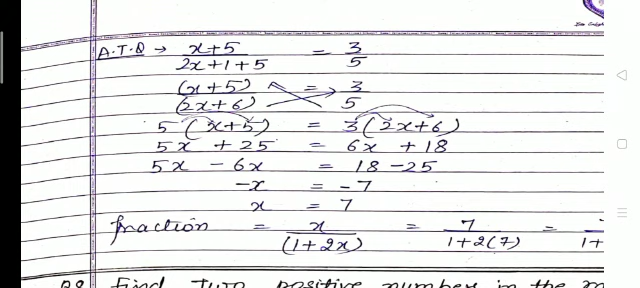 A.T.Q → x+5 / 2x+1+5 = 3 / 5
(x+5) / (2x+6) = 3 / 5
5 (x+5) = 3(2x+6)
5x + 25 = 6x + 18
5x - 6x = 18 - 25
-x = -7
x = 7
fraction = x / (1+2x) = 7 / 1+2(7) = / 1+
Find two positive number in the